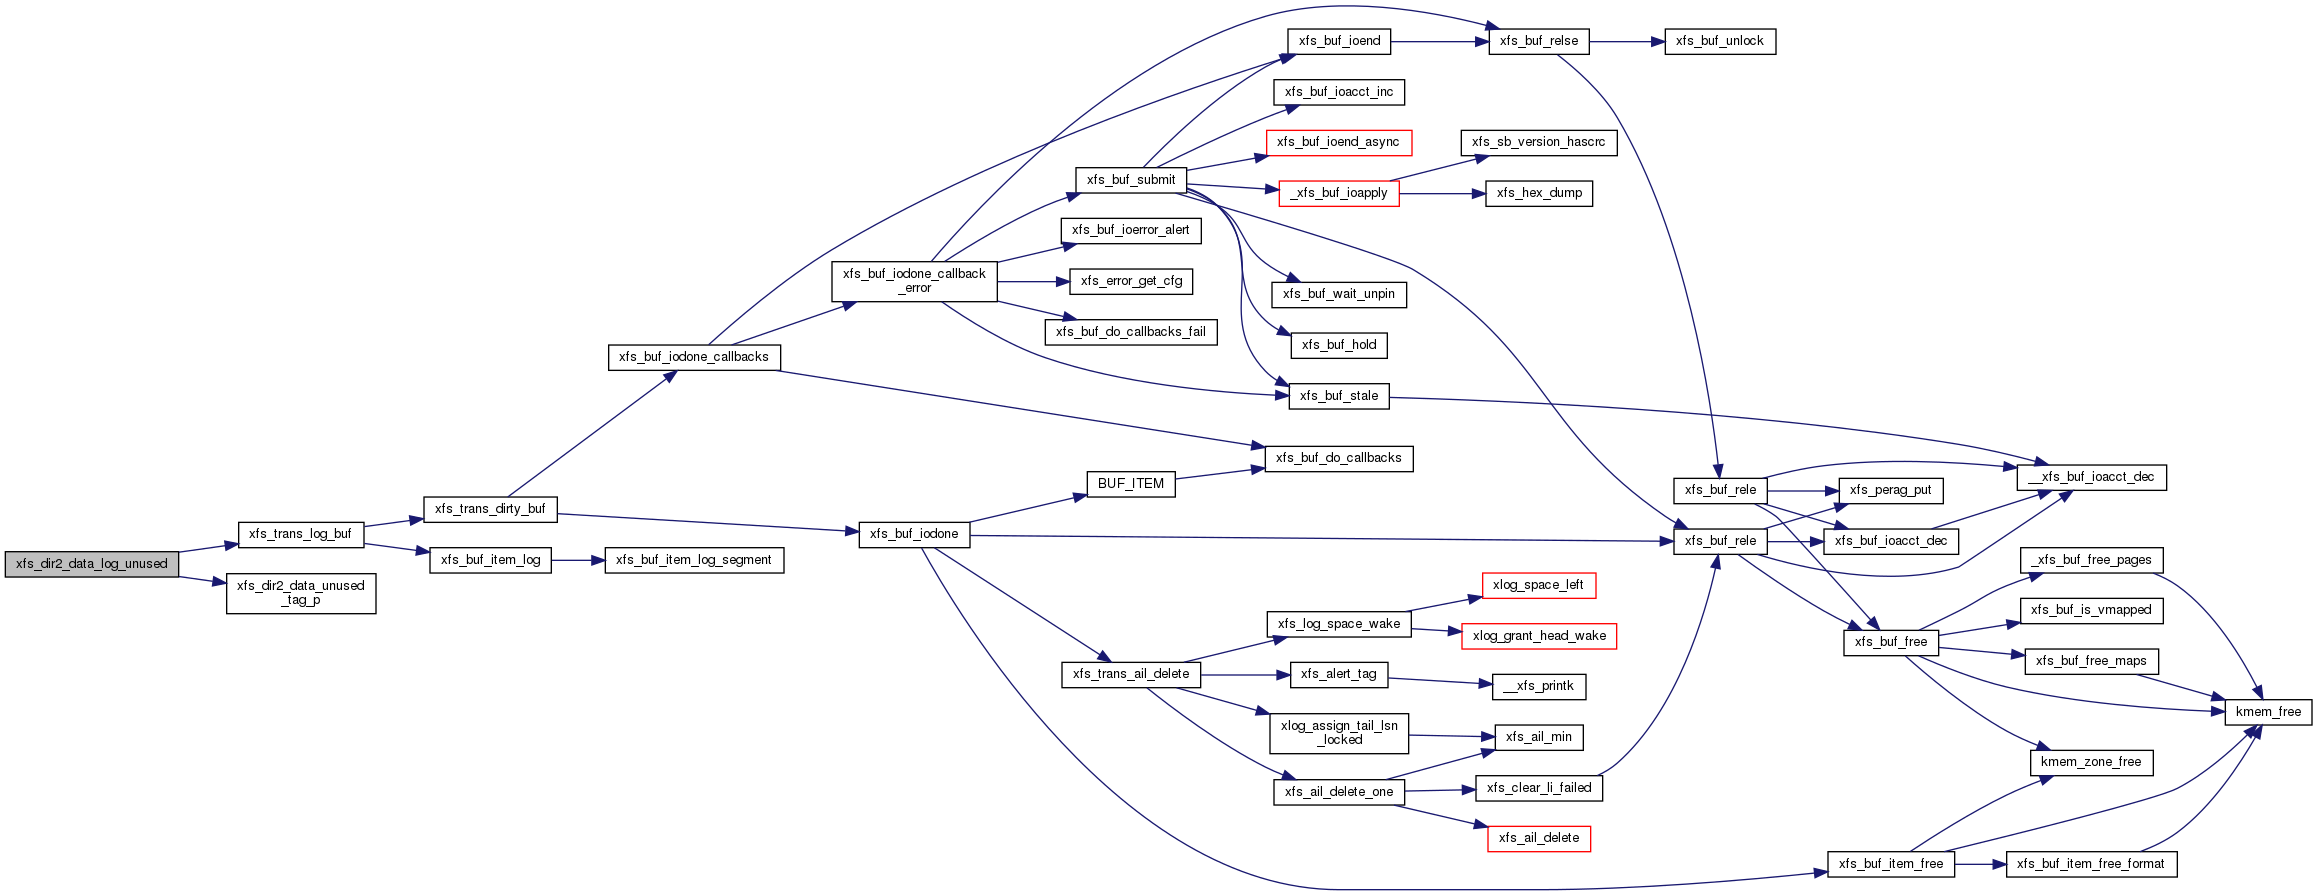 xfs_dir2_data_log_unused
xfs_trans_log_buf
xfs_dir2_data_unused
_tag_p
xfs_trans_dirty_buf
xfs_buf_item_log
xfs_buf_iodone_callbacks
xfs_buf_item_log_segment
xfs_buf_iodone_callback
_error
xfs_buf_iodone
xfs_buf_submit
xfs_buf_ioerror_alert
xfs_error_get_cfg
xfs_buf_do_callbacks_fail
BUF_ITEM
xfs_trans_ail_delete
xfs_buf_ioend
xfs_buf_ioacct_inc
xfs_buf_ioend_async
_xfs_buf_ioapply
xfs_buf_wait_unpin
xfs_buf_hold
xfs_buf_stale
xfs_buf_do_callbacks
xfs_log_space_wake
xfs_alert_tag
xlog_assign_tail_lsn
_locked
xfs_ail_delete_one
xfs_buf_relse
xfs_sb_version_hascrc
xfs_hex_dump
xlog_space_left
xlog_grant_head_wake
__xfs_printk
xfs_ail_min
xfs_clear_li_failed
xfs_ail_delete
xfs_buf_unlock
xfs_buf_rele
xfs_buf_rele
xfs_perag_put
xfs_buf_ioacct_dec
xfs_buf_free
xfs_buf_item_free
__xfs_buf_ioacct_dec
_xfs_buf_free_pages
xfs_buf_is_vmapped
xfs_buf_free_maps
kmem_zone_free
xfs_buf_item_free_format
kmem_free